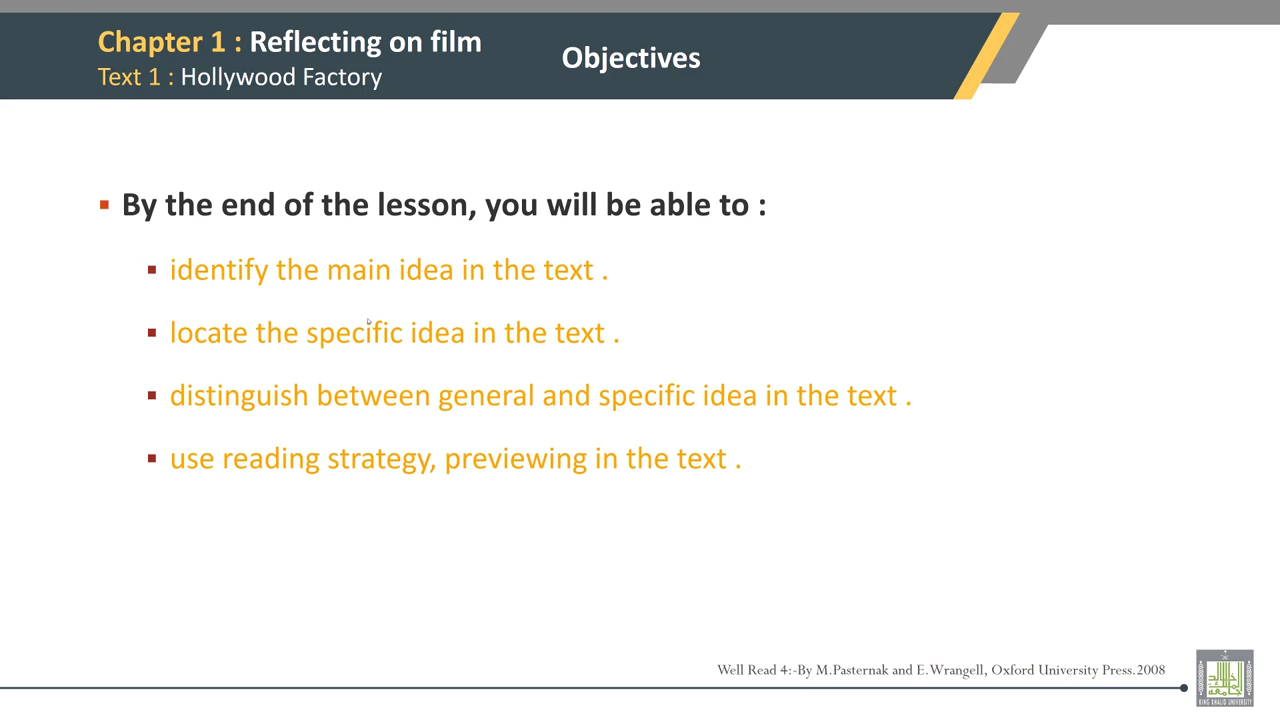 Chapter 1 : Reflecting on film
Text 1 : Hollywood Factory
Objectives
By the end of the lesson, you will be able to :
identify the main idea in the text .
locate the specific idea in the text .
distinguish between general and specific idea in the text .
use reading strategy, previewing in the text .
Well Read 4:-By M.Pasternak and E.Wrangell, Oxford University Press.2008
KING KHALID UNIVERSITY